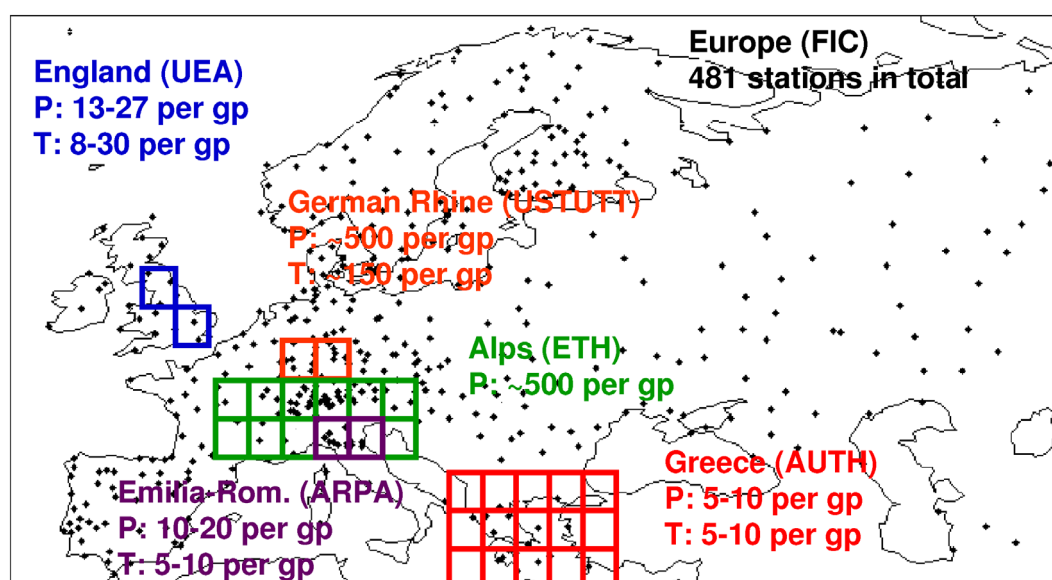 England (UEA)
P: 13-27 per gp
T: 8-30 per gp
Europe (FIC)
481 stations in total
German Rhine (USTUTT)
P: ~500 per gp
T: ~150 per gp
Alps (ETH)
P: ~500 per gp
Greece (AUTH)
P: 5-10 per gp
T: 5-10 per gp
Emilia-Rom. (ARPA)
P: 10-20 per gp
T: 5-10 per gp